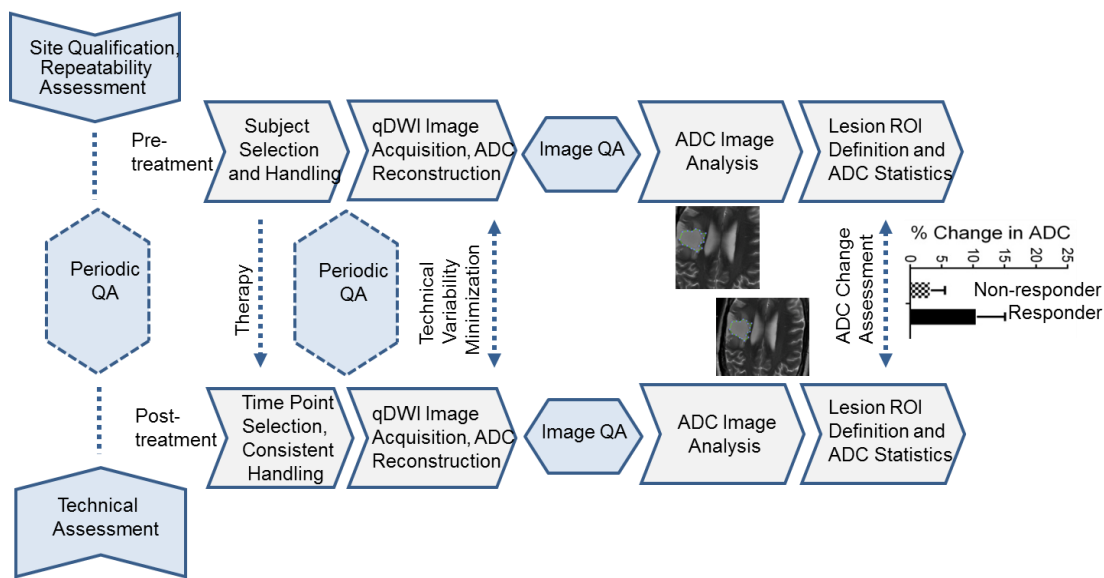 Site Qualification,
Repeatability
Assessment
Pre-
treatment
Subject
Selection
and Handling
qDWI Image
Acquisition, ADC
Reconstruction
Image QA
ADC Image
Analysis
Lesion ROI
Definition and
ADC Statistics
Periodic
QA
Therapy
Periodic
QA
Technical
Variability
Minimization
ADC Change
Assessment
% Change in ADC
0 5 10 15 20 25
Non-responder
Responder
Post-
treatment
Time Point
Selection,
Consistent
Handling
qDWI Image
Acquisition, ADC
Reconstruction
Image QA
ADC Image
Analysis
Lesion ROI
Definition and
ADC Statistics
Technical
Assessment